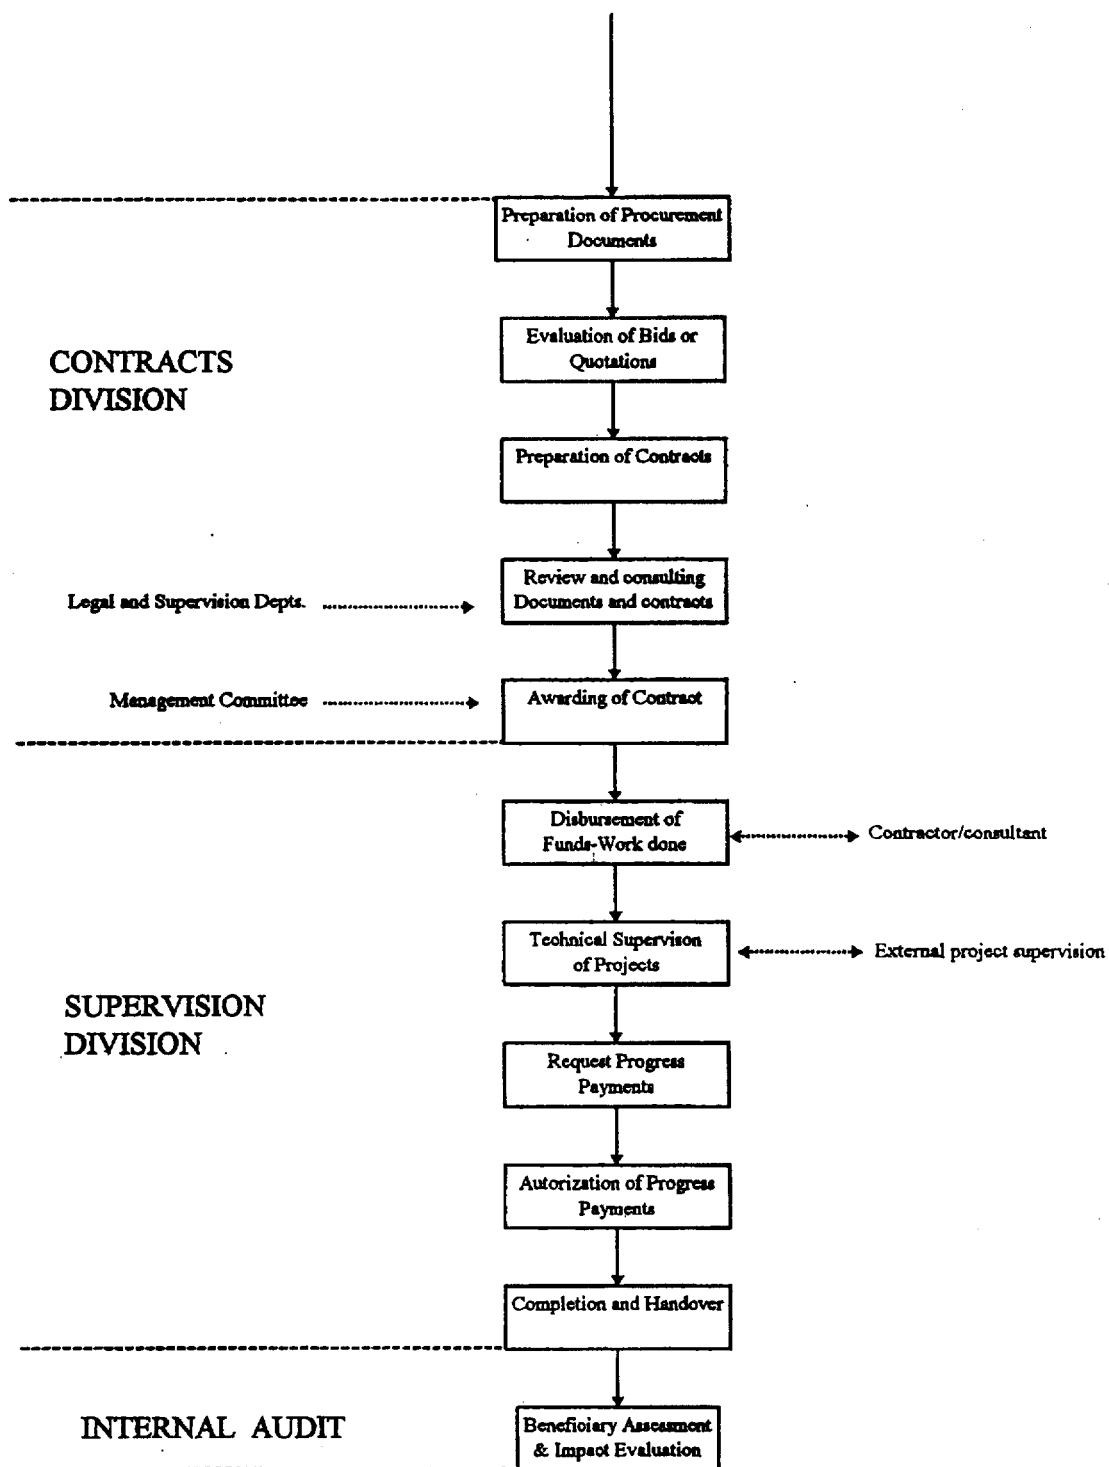 Preparation of Procurement
Documents
Evaluation of Bids or
Quotations
CONTRACTS
DIVISION
Preparation of Contracts
Review and consulting
Documents and contracts
Legal and Supervision Depts.
Management Committee
Awarding of Contract
Disbursement of
Funds-Work done
Contractor/consultant
Technical Supervison
of Projects
External project supervision
SUPERVISION
DIVISION
Request Progress
Payments
Autorization of Progress
Payments
Completion and Handover
INTERNAL AUDIT
Beneficiary Assessment
& Impact Evaluation